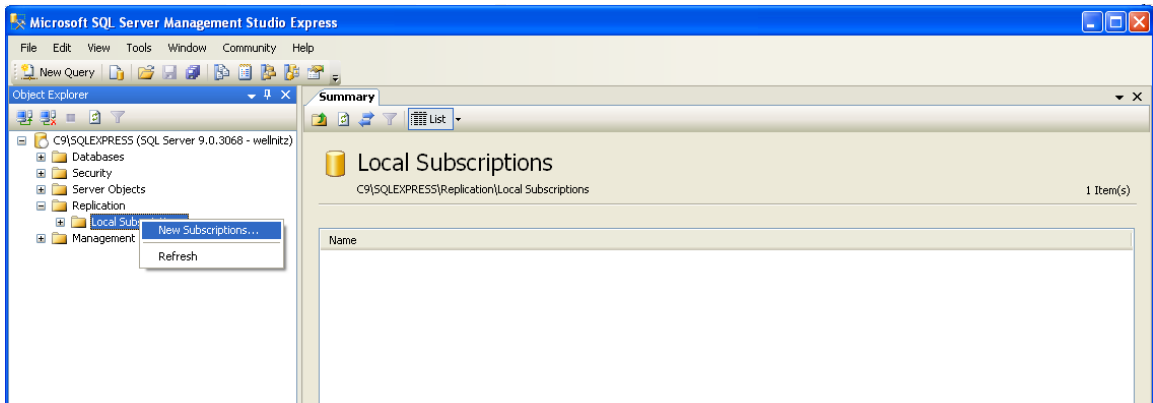 Microsoft SQL Server Management Studio Express
File Edit View Tools Window Community Help
New Query
Object Explorer
Summary
List
C9\SQLEXPRESS (SQL Server 9.0.3068 - wellnitz)
Databases
Security
Server Objects
Replication
Local
Management
New Subscriptions...
Refresh
Local Subscriptions
C9\SQLEXPRESS\Replication\Local Subscriptions
1 Item(s)
Name